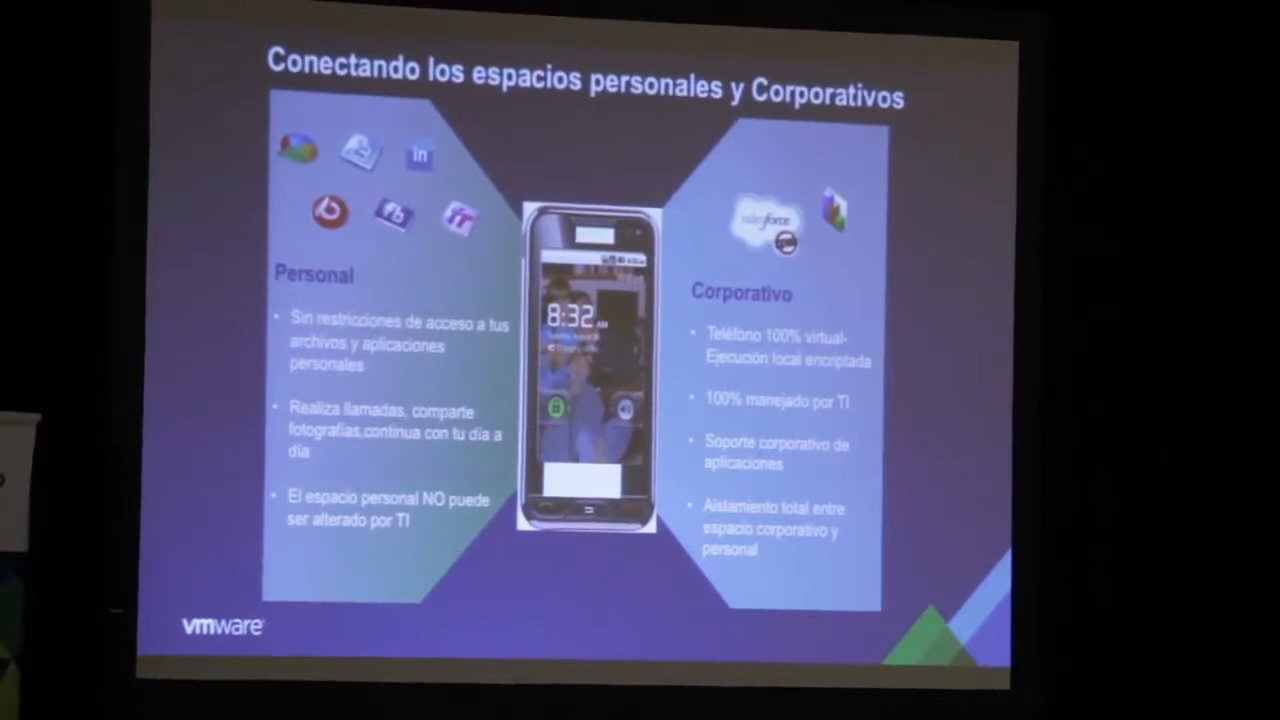 Conectando los espacios personales y Corporativos
in
fb
salesforce
Personal
• Sin restricciones de acceso a tus
archivos y aplicaciones
personales
• Realiza llamadas, comparte
fotografías,continua con tu día a
día
• El espacio personal NO puede
ser alterado por TI
8:32
AM
Corporativo
• Teléfono 100% virtual-
Ejecución local encriptada
• 100% manejado por TI
• Soporte corporativo de
aplicaciones
• Aislamiento total entre
espacio corporativo y
personal
vmware